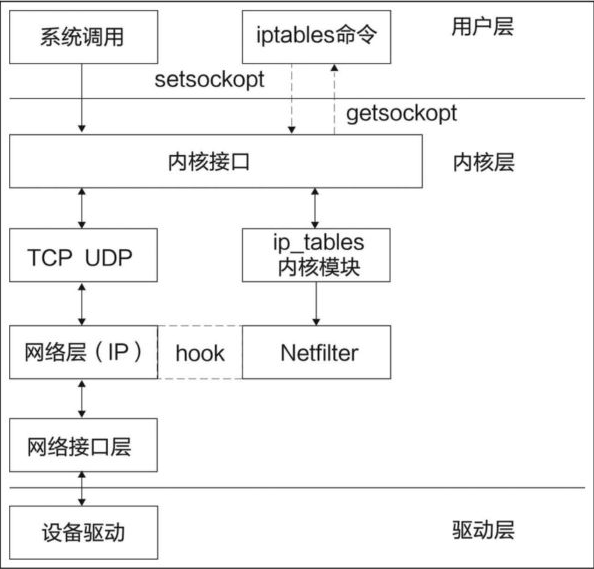 系统调用
iptables命令
用户层
setsockopt
getsockopt
内核接口
内核层
TCP UDP
ip_tables
内核模块
网络层（IP）
hook
Netfilter
网络接口层
设备驱动
驱动层